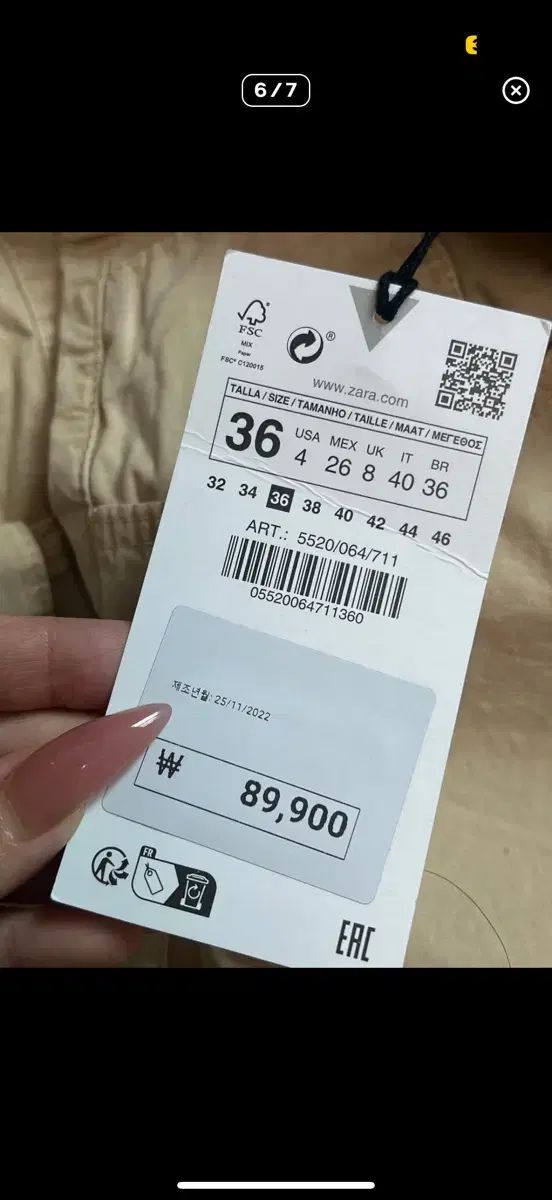 6/7
FSC
MIX
Paper
FSC® C120015
®
www.zara.com
TALLA / SIZE / TAMANHO / TAILLE / MAAT / ΜΕΓΕΘΟΣ
36
USA MEX UK IT BR
4 26 8 40 36
32 34 36 38 40 42 44 46
ART.: 5520/064/711
05520064711360
제조년월: 25/11/2022
₩ 89,900
FR
EAC